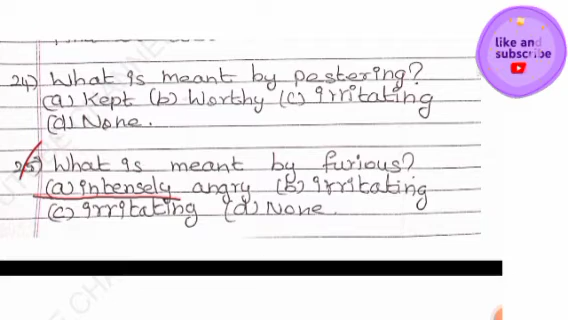 like and
subscribe
24) What is meant by pestering?
(a) Kept (b) Worthy (c) irritating
(d) None.
25) What is meant by furious?
(a) intensely angry (b) irritating
(c) irritating (d) None.